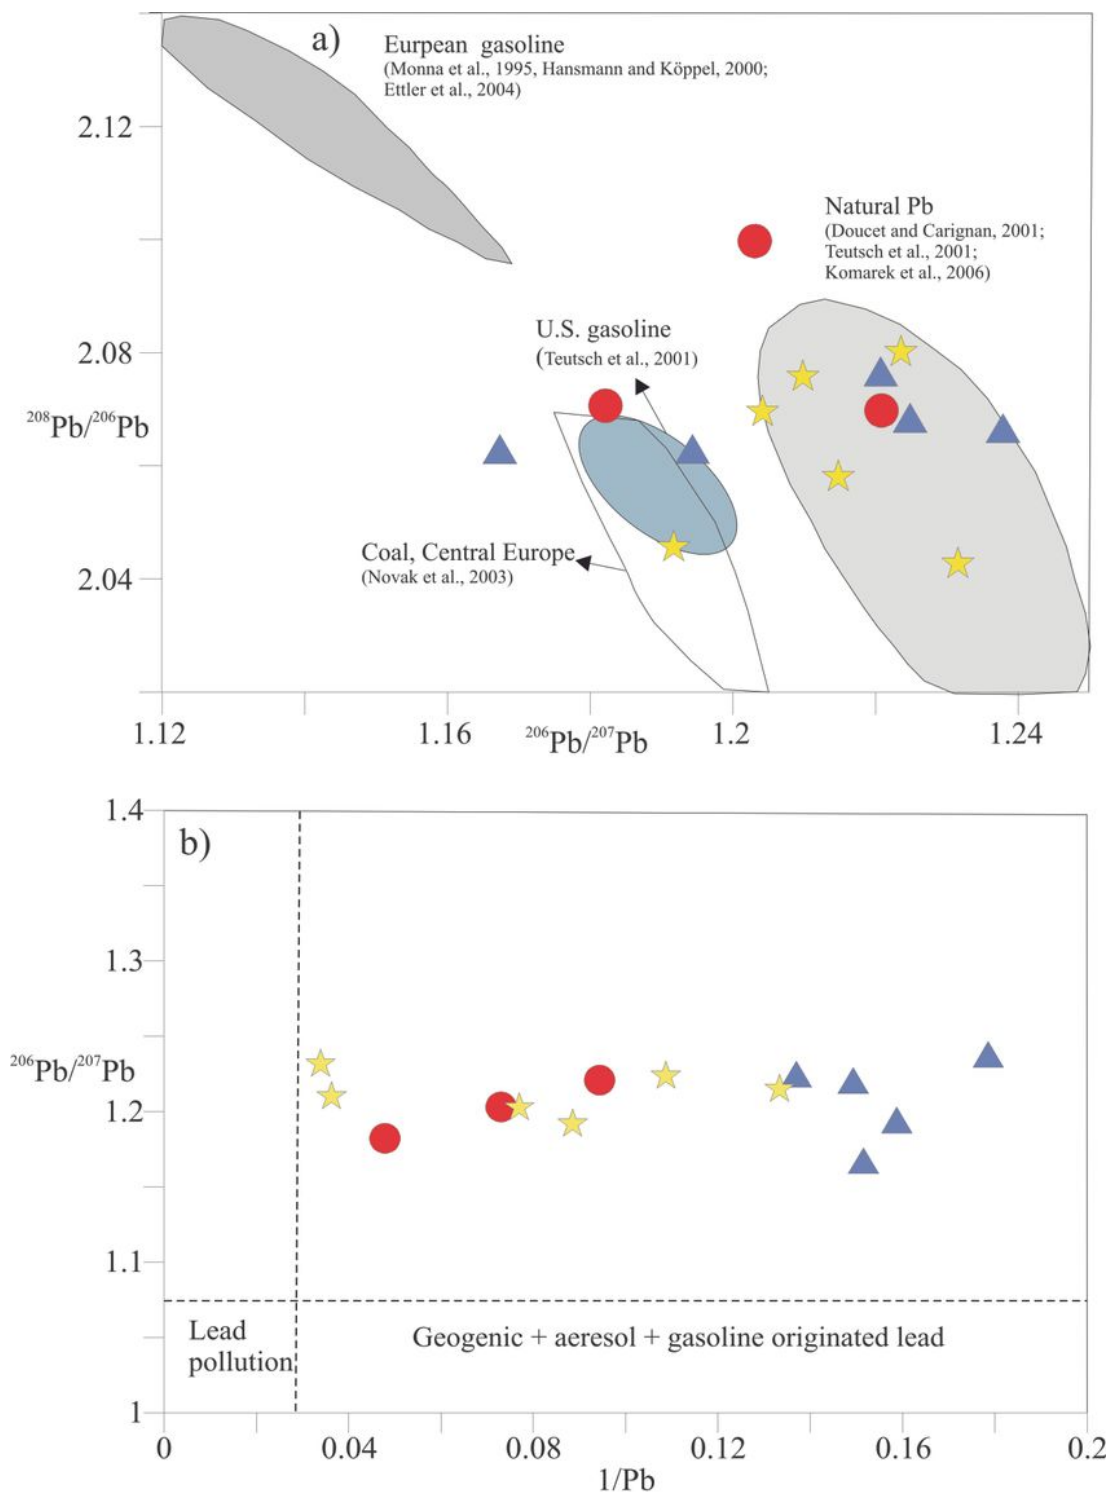 a)
Eurpean gasoline
(Monna et al., 1995, Hansmann and Köppel, 2000;
Ettler et al., 2004)
2.12
Natural Pb
(Doucet and Carignan, 2001;
Teutsch et al., 2001;
Komarek et al., 2006)
U.S. gasoline
(Teutsch et al., 2001)
2.08
²⁰⁸Pb/²⁰⁶Pb
Coal, Central Europe
(Novak et al., 2003)
2.04
1.12 1.16 1.2 1.24
²⁰⁶Pb/²⁰⁷Pb
1.4
b)
1.3
²⁰⁶Pb/²⁰⁷Pb
1.2
1.1
Lead
pollution
Geogenic + aeresol + gasoline originated lead
1
0 0.04 0.08 0.12 0.16 0.2
1/Pb